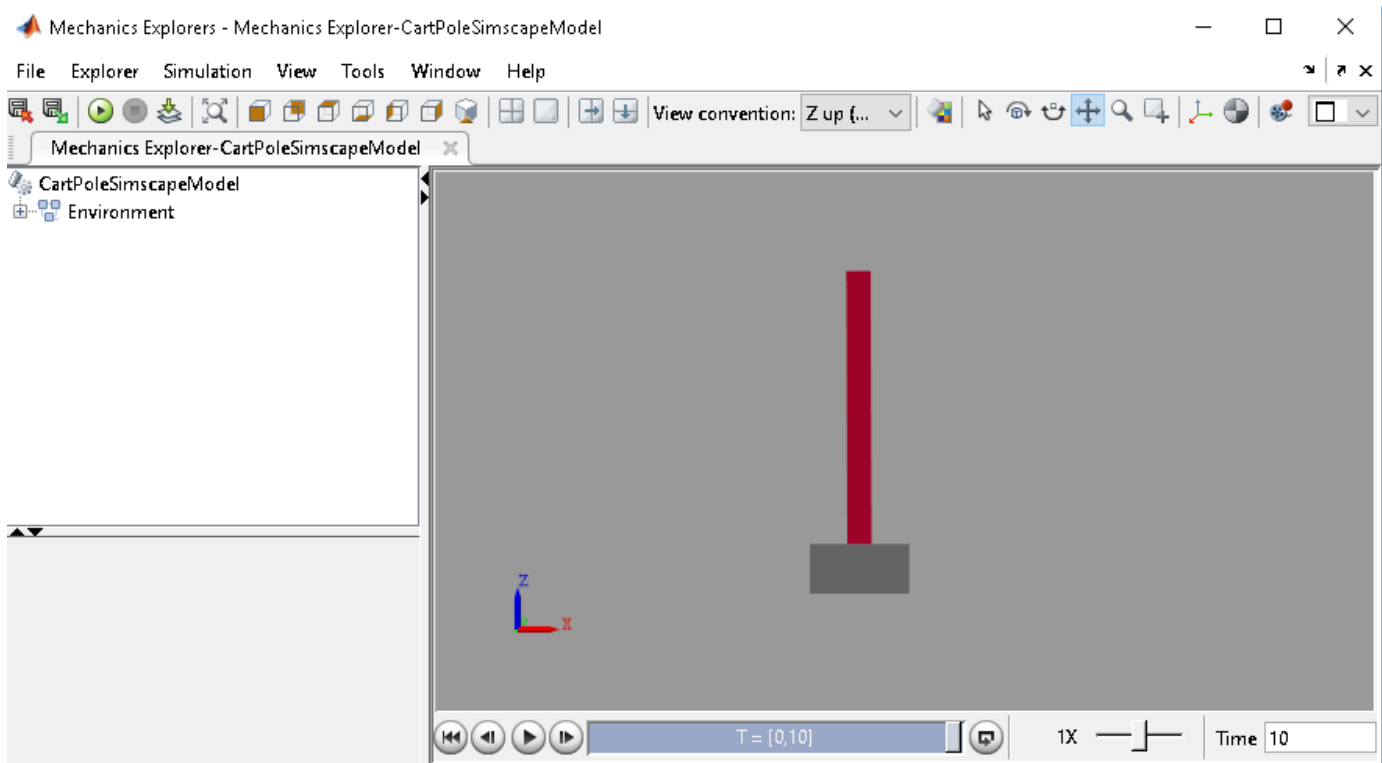 Mechanics Explorers - Mechanics Explorer-CartPoleSimscapeModel
File Explorer Simulation View Tools Window Help
View convention: Z up (...
Mechanics Explorer-CartPoleSimscapeModel
CartPoleSimscapeModel
Environment
Z
X
T = [0,10]
1X
Time 10